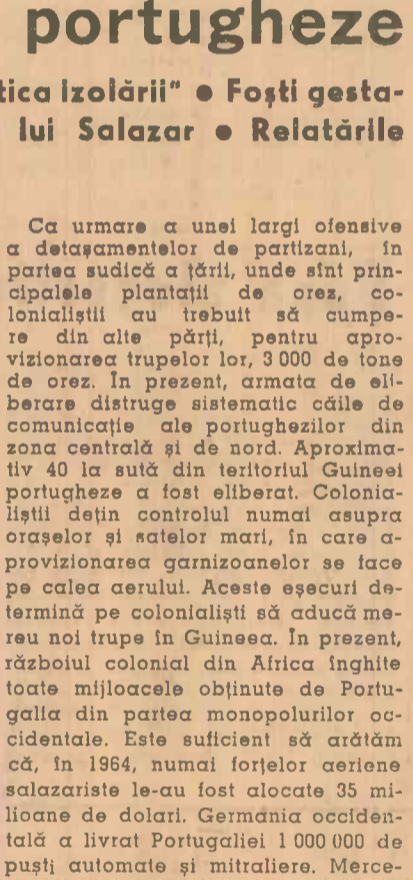 portugheze
tica izolării" ● Foști gesta-
lui Salazar ● Relatările
Ca urmare a unei largi ofensive
a detașamentelor de partizani, în
partea sudică a țării, unde sînt prin-
cipalele plantații de orez, co-
lonialiștii au trebuit să cumpe-
re din alte părți, pentru apro-
vizionarea trupelor lor, 3 000 de tone
de orez. În prezent, armata de eli-
berare distruge sistematic căile de
comunicație ale portughezilor din
zona centrală și de nord. Aproxima-
tiv 40 la sută din teritoriul Guineei
portugheze a fost eliberat. Colonia-
liștii dețin controlul numai asupra
orașelor și satelor mari, în care a-
provizionarea garnizoanelor se face
pe calea aerului. Aceste eșecuri de-
termină pe colonialiști să aducă me-
reu noi trupe în Guineea. În prezent,
războiul colonial din Africa înghite
toate mijloacele obținute de Portu-
galia din partea monopolurilor oc-
cidentale. Este suficient să arătăm
că, în 1964, numai forțelor aeriene
salazariste le-au fost alocate 35 mi-
lioane de dolari. Germania occiden-
tală a livrat Portugaliei 1 000 000 de
puști automate și mitraliere. Merce-